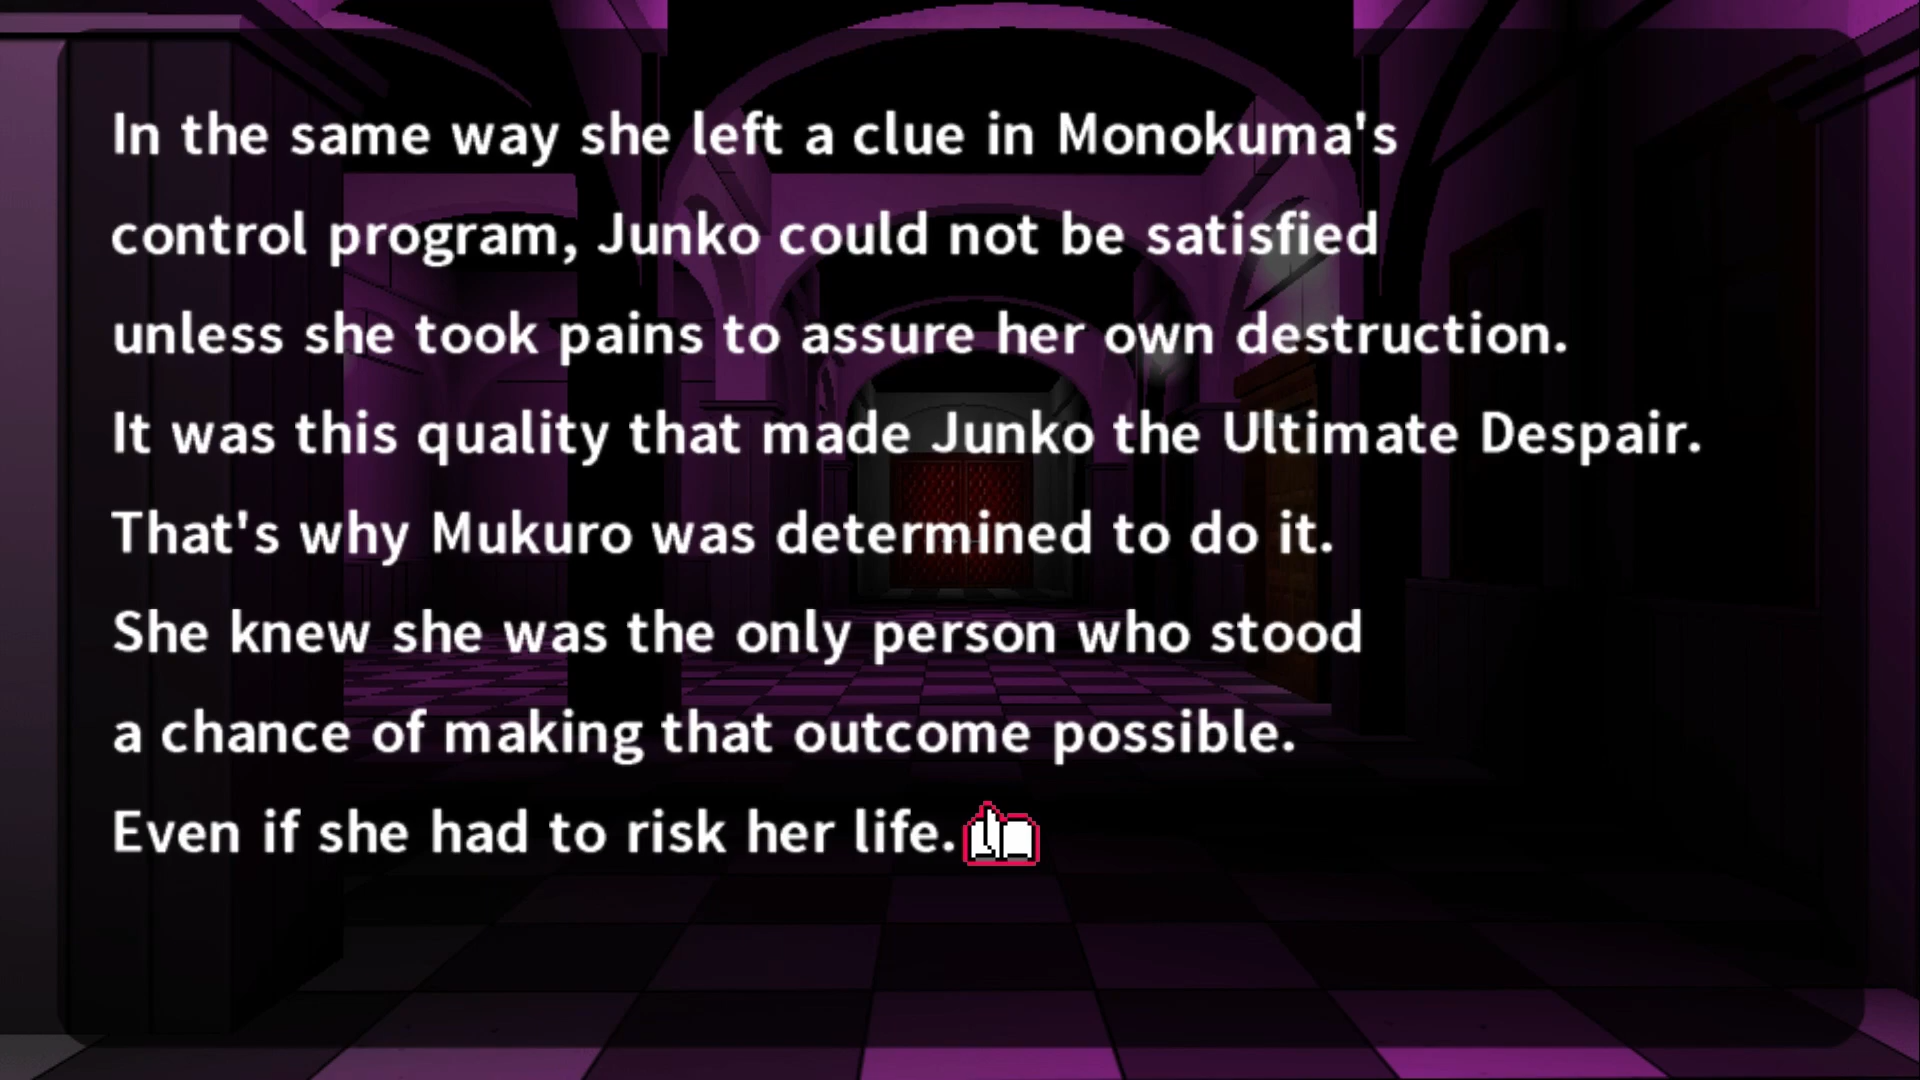 In the same way she left a clue in Monokuma's
control program, Junko could not be satisfied
unless she took pains to assure her own destruction.
It was this quality that made Junko the Ultimate Despair.
That's why Mukuro was determined to do it.
She knew she was the only person who stood
a chance of making that outcome possible.
Even if she had to risk her life.